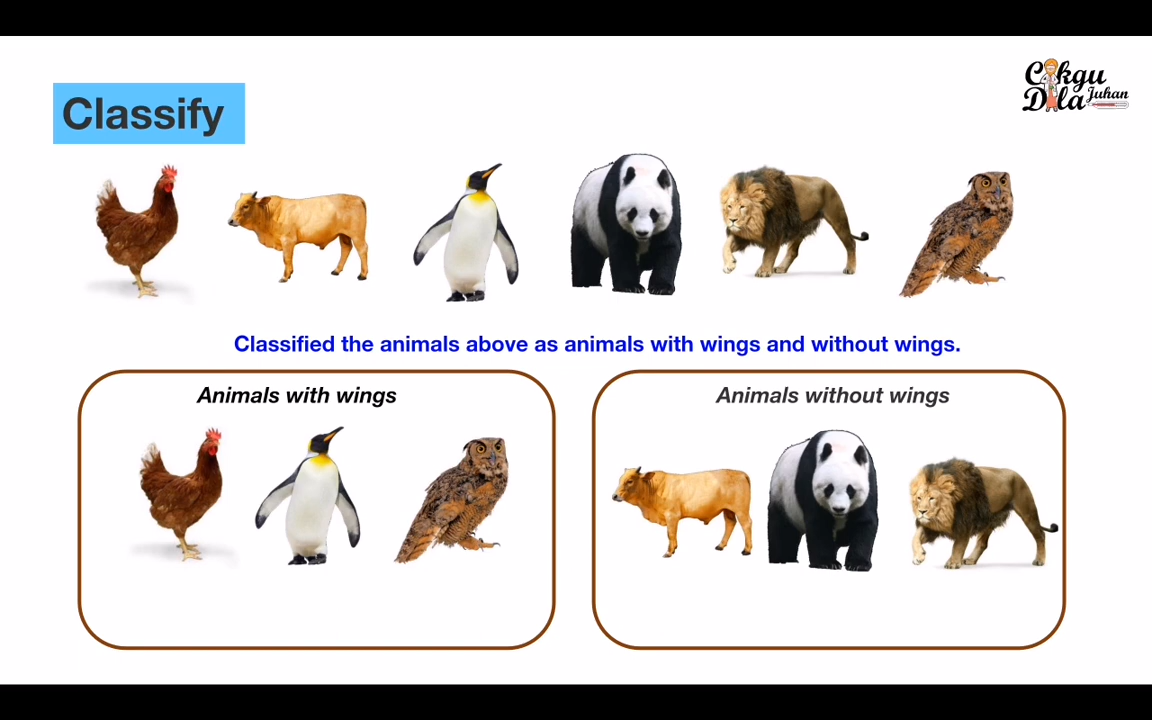 Classify
Cikgu
Dila Juhan
Classified the animals above as animals with wings and without wings.
Animals with wings
Animals without wings